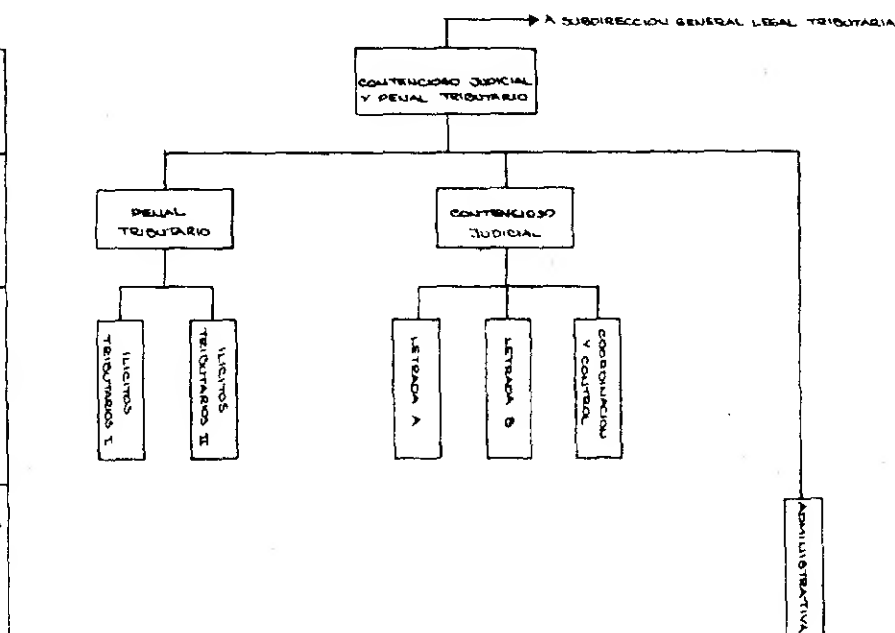 A SUBDIRECCION GENERAL LEGAL TRIBUTARIA
CONTENCIOSO JUDICIAL
Y PENAL TRIBUTARIO
PENAL
TRIBUTARIO
CONTENCIOSO
JUDICIAL
ILICITOS
TRIBUTARIOS I
ILICITOS
TRIBUTARIOS II
LETRADA A
LETRADA B
COORDINACION
Y CONTROL
ADMINISTRATIVA